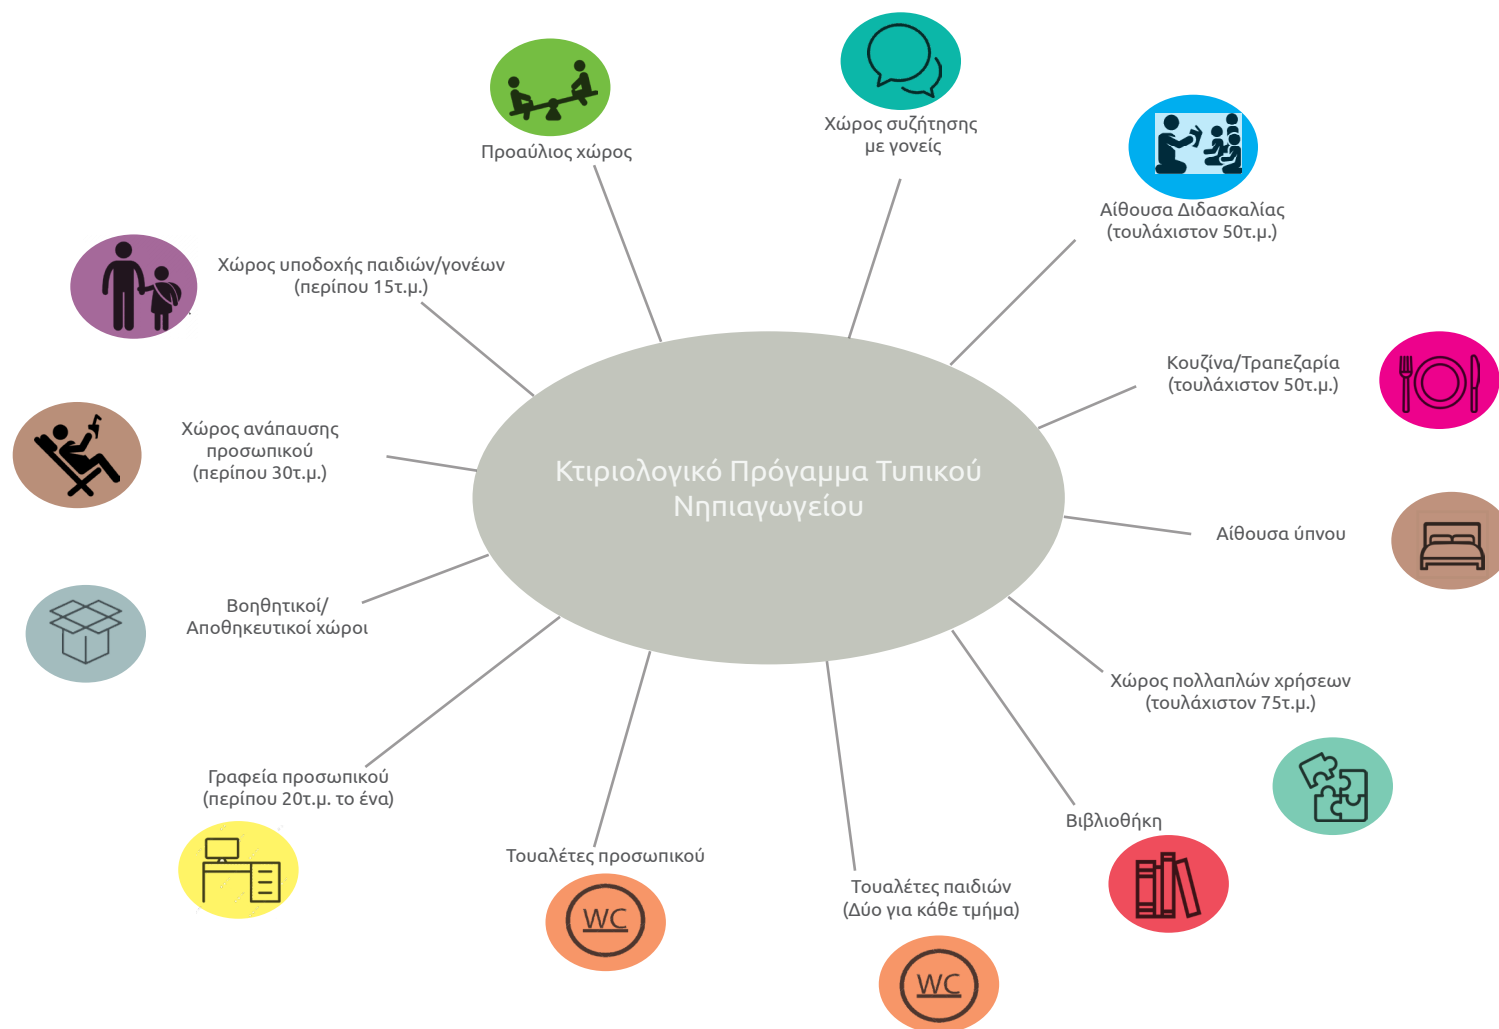 Χώρος συζήτησης
με γονείς
Προαύλιος χώρος
Αίθουσα Διδασκαλίας
(τουλάχιστον 50τ.μ.)
Χώρος υποδοχής παιδιών/γονέων
(περίπου 15τ.μ.)
Κουζίνα/Τραπεζαρία
(τουλάχιστον 50τ.μ.)
Χώρος ανάπαυσης
προσωπικού
(περίπου 30τ.μ.)
Κτιριολογικό Πρόγαμμα Τυπικού
Νηπιαγωγείου
Αίθουσα ύπνου
Βοηθητικοί/
Αποθηκευτικοί χώροι
Χώρος πολλαπλών χρήσεων
(τουλάχιστον 75τ.μ.)
Γραφεία προσωπικού
(περίπου 20τ.μ. το ένα)
Βιβλιοθήκη
Τουαλέτες προσωπικού
WC
Τουαλέτες παιδιών
(Δύο για κάθε τμήμα)
WC